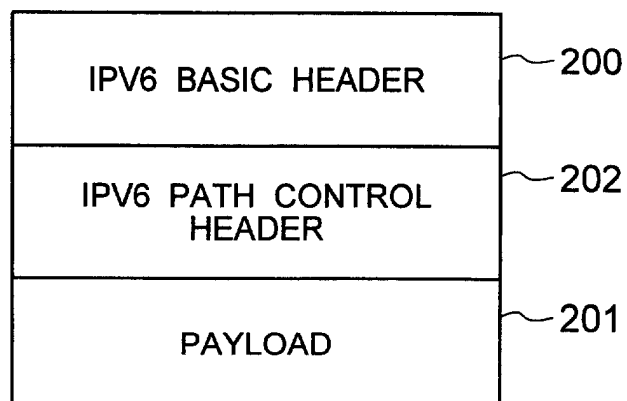 IPV6 BASIC HEADER
200
IPV6 PATH CONTROL
HEADER
202
PAYLOAD
201